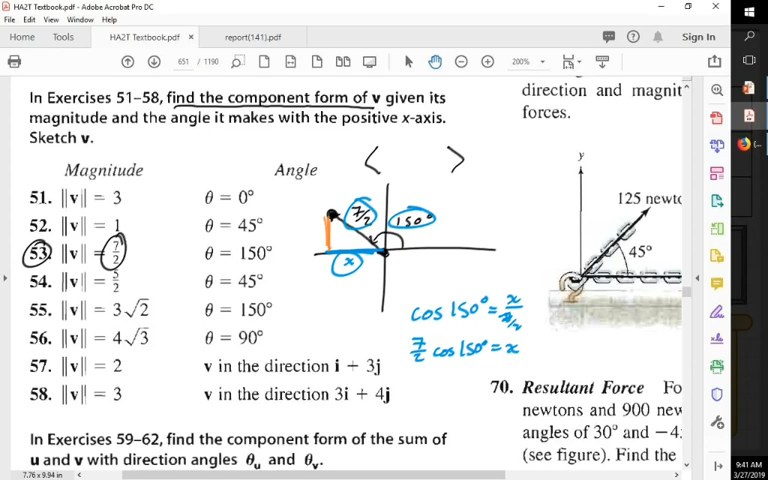 HA2T Textbook.pdf - Adobe Acrobat Pro DC
File Edit View Window Help
Home Tools HA2T Textbook.pdf × report(141).pdf Sign In
651 / 1190 200%
In Exercises 51–58, find the component form of v given its
magnitude and the angle it makes with the positive x-axis.
Sketch v.
Magnitude Angle
51. ||v|| = 3 θ = 0°
52. ||v|| = 1 θ = 45°
53. ||v|| = 7/2 θ = 150°
54. ||v|| = 5/2 θ = 45°
55. ||v|| = 3√2 θ = 150°
56. ||v|| = 4√3 θ = 90°
57. ||v|| = 2 v in the direction i + 3j
58. ||v|| = 3 v in the direction 3i + 4j
In Exercises 59–62, find the component form of the sum of
u and v with direction angles θu and θv.
< >
7/2 150°
x
cos 150° = x/7/2
7/2 cos 150° = x
direction and magnit
forces.
y
125 newto
45°
70. Resultant Force Fo
newtons and 900 new
angles of 30° and −4
(see figure). Find the
7.76 x 9.94 in
9:41 AM
3/27/2019